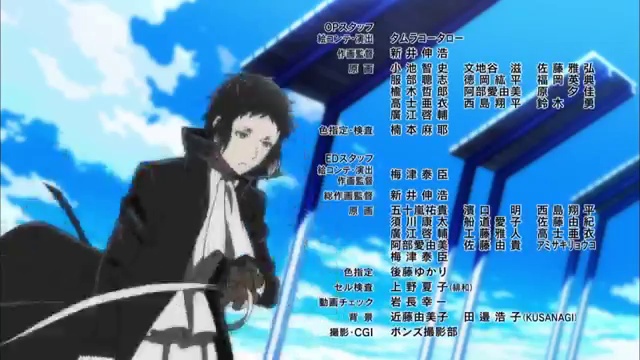 OPスタッフ
絵コンテ・演出 タムラコータロー
作画監督 新井伸浩
原画 小池智史 文地谷滋 佐藤雅弘
服部聰志 徳岡紘平 福岡英典
楡木哲郎 阿部愛由美 原夕佳
高士亜衣 西島翔平 鈴木勇
廣江啓輔
色指定・検査 楠本麻耶
EDスタッフ
絵コンテ・演出
作画監督 梅津泰臣
総作画監督 新井伸浩
原画 五十嵐祐貴 濱口明 西島翔平
須川康太 船道愛子 佐藤由紀
廣江啓輔 工藤雅人 高士亜衣
阿部愛由美 佐藤由貴 アミサキリョウコ
梅津泰臣
色指定 後藤ゆかり
セル検査 上野夏子(緋和)
動画チェック 岩長幸一
背景 近藤由美子 田邉浩子(KUSANAGI)
撮影・CGI ボンズ撮影部